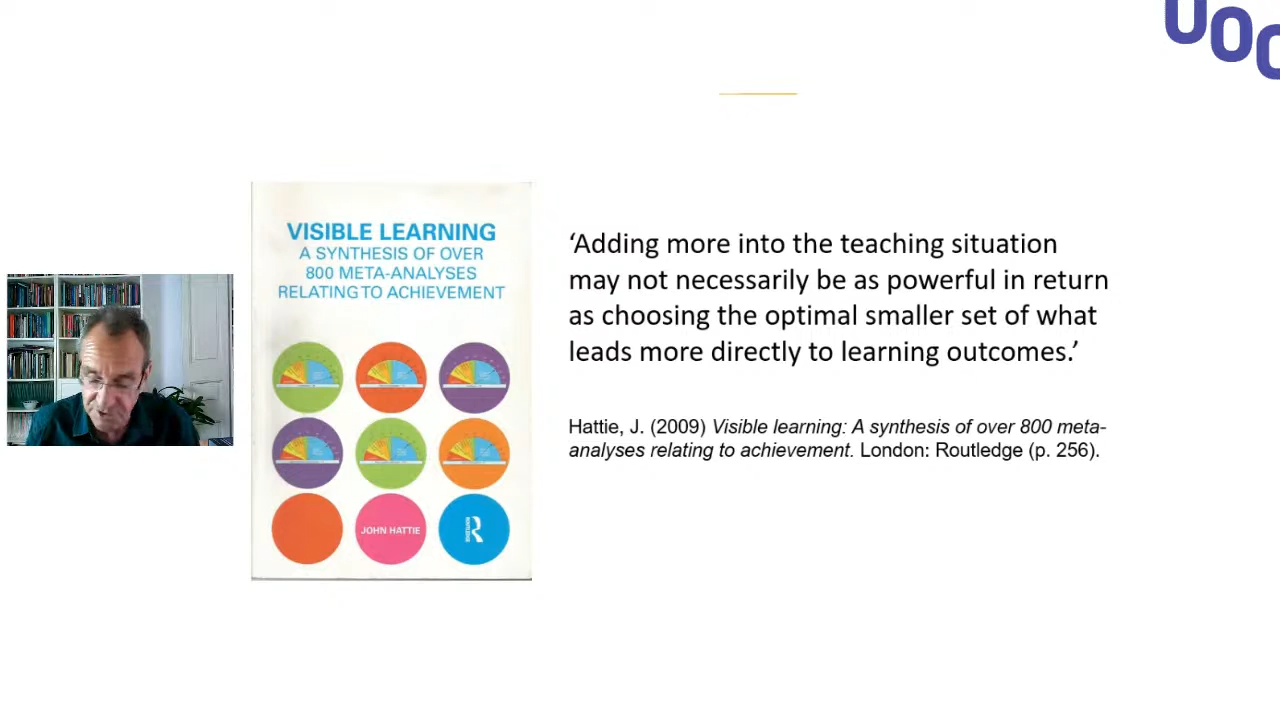 UOC
VISIBLE LEARNING
A SYNTHESIS OF OVER
800 META-ANALYSES
RELATING TO ACHIEVEMENT
JOHN HATTIE
ROUTLEDGE
‘Adding more into the teaching situation
may not necessarily be as powerful in return
as choosing the optimal smaller set of what
leads more directly to learning outcomes.’
Hattie, J. (2009) Visible learning: A synthesis of over 800 meta-
analyses relating to achievement. London: Routledge (p. 256).